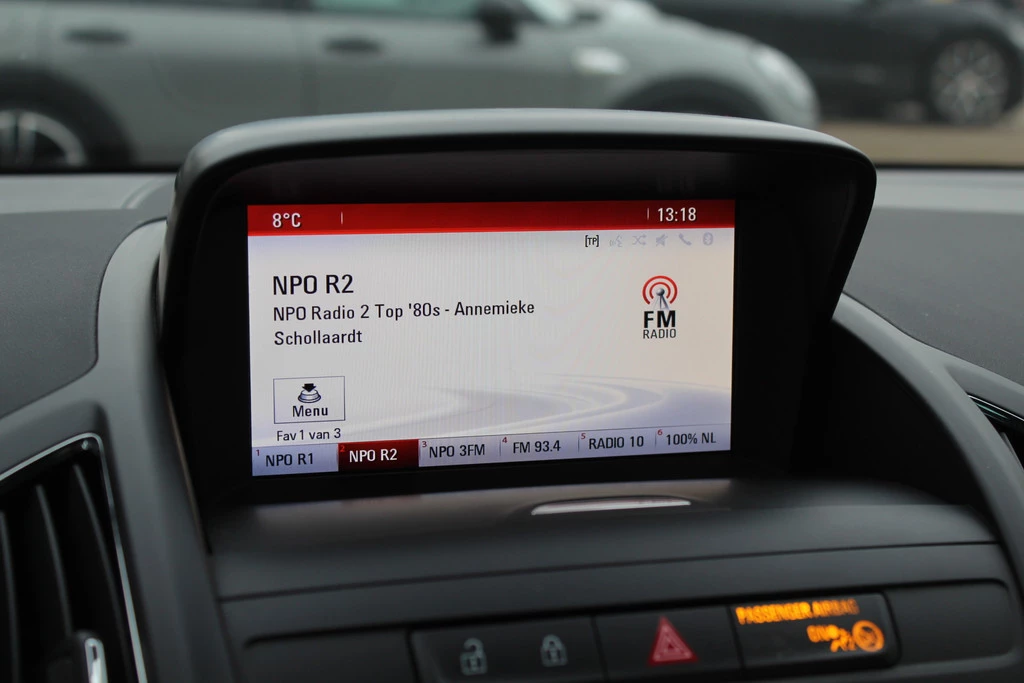 8°C 13:18
[TP]
NPO R2
NPO Radio 2 Top '80s - Annemieke
Schollaardt
FM
RADIO
Menu
Fav 1 van 3
1 NPO R1 2 NPO R2 3 NPO 3FM 4 FM 93.4 5 RADIO 10 6 100% NL
PASSENGER AIRBAG
ON